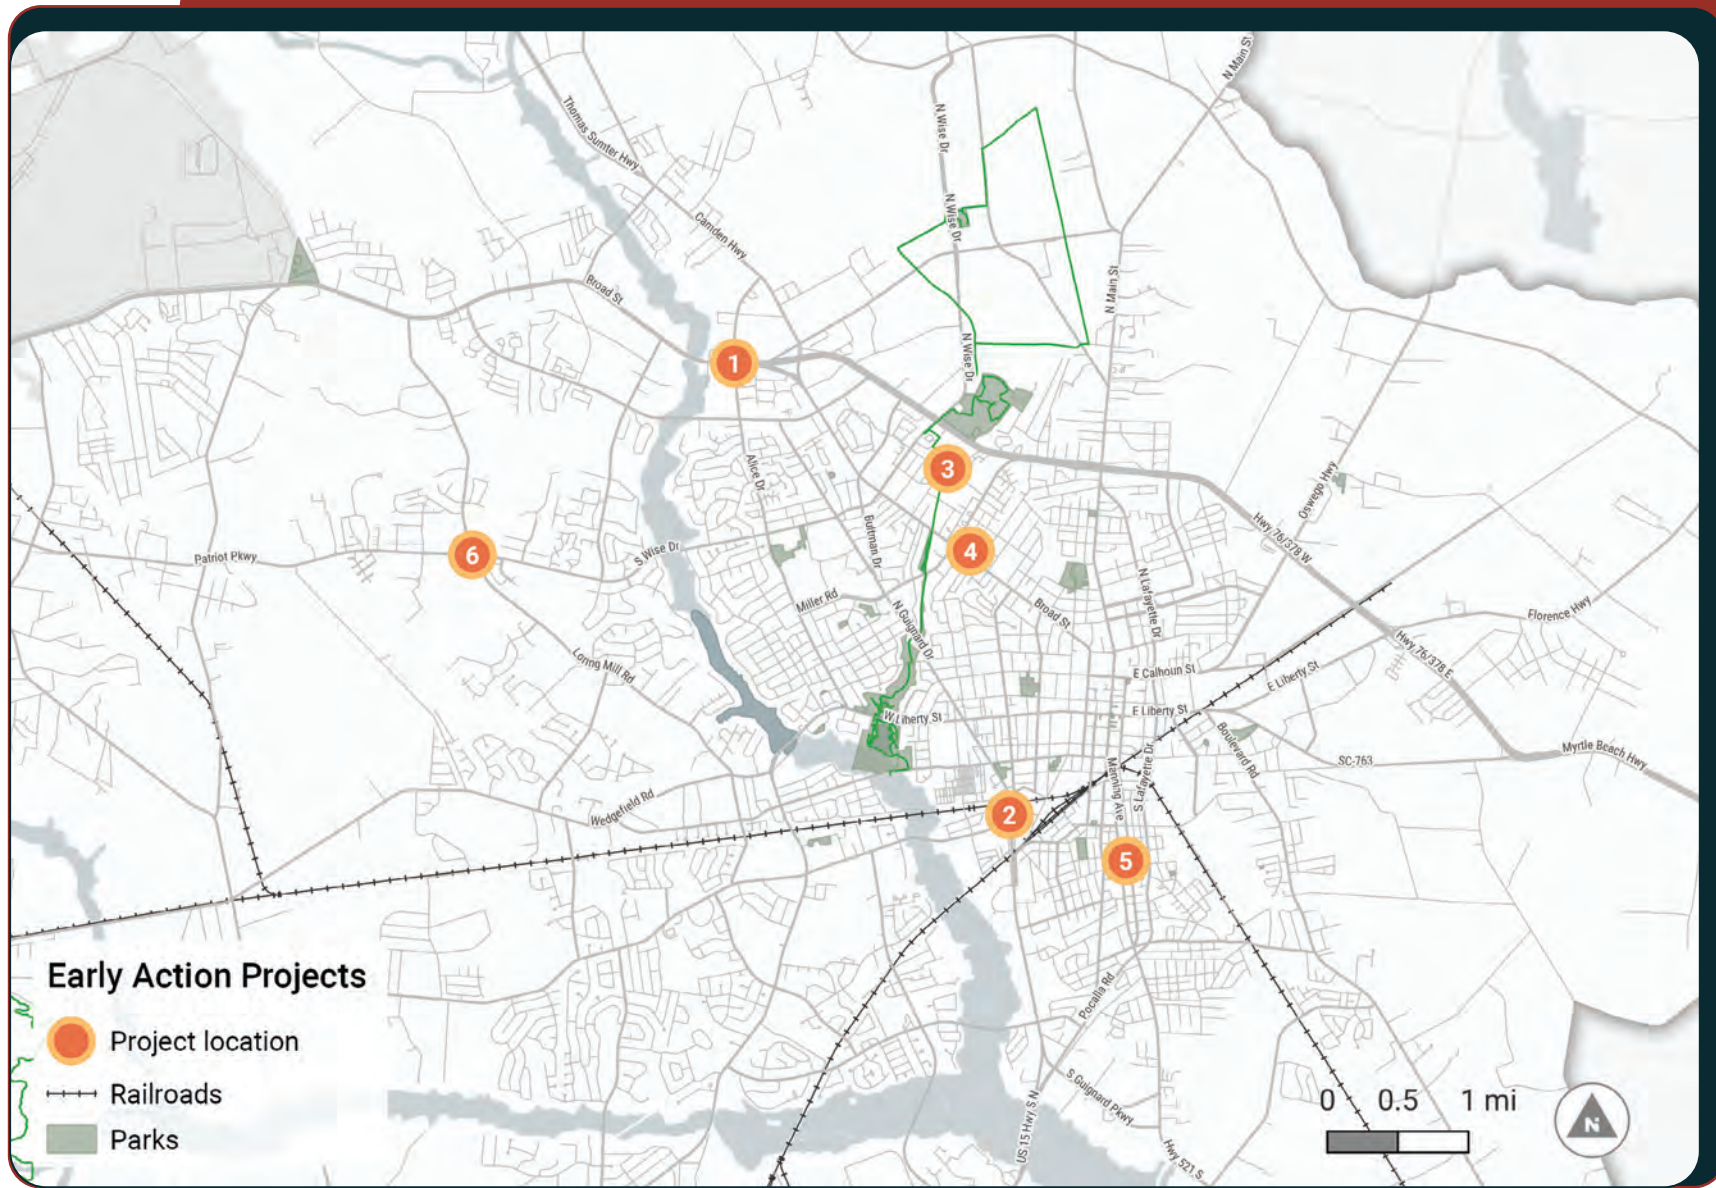 N Main St
Thomas Sumter Hwy
N Wise Dr
Camden Hwy
N Wise Dr
Broad St
N Main St
N Wise Dr
1
3
Alice Dr
Oswego Hwy
Bultman Dr
Hwy 76/378 W
4
6
Patriot Pkwy
S Wise Dr
N Lafayette Dr
Miller Rd
Broad St
Florence Hwy
N Guignard Dr
Hwy 76/378 E
Loring Mill Rd
E Calhoun St
E Liberty St
W Liberty St
E Liberty St
Boulevard Rd
Myrtle Beach Hwy
SC-763
Manning Ave
S Lafayette Dr
Wedgefield Rd
2
5
Pocalla Rd
S Guignard Pkwy
US 15 Hwy S N
Hwy 521 S
Early Action Projects
Project location
Railroads
Parks
0 0.5 1 mi
N